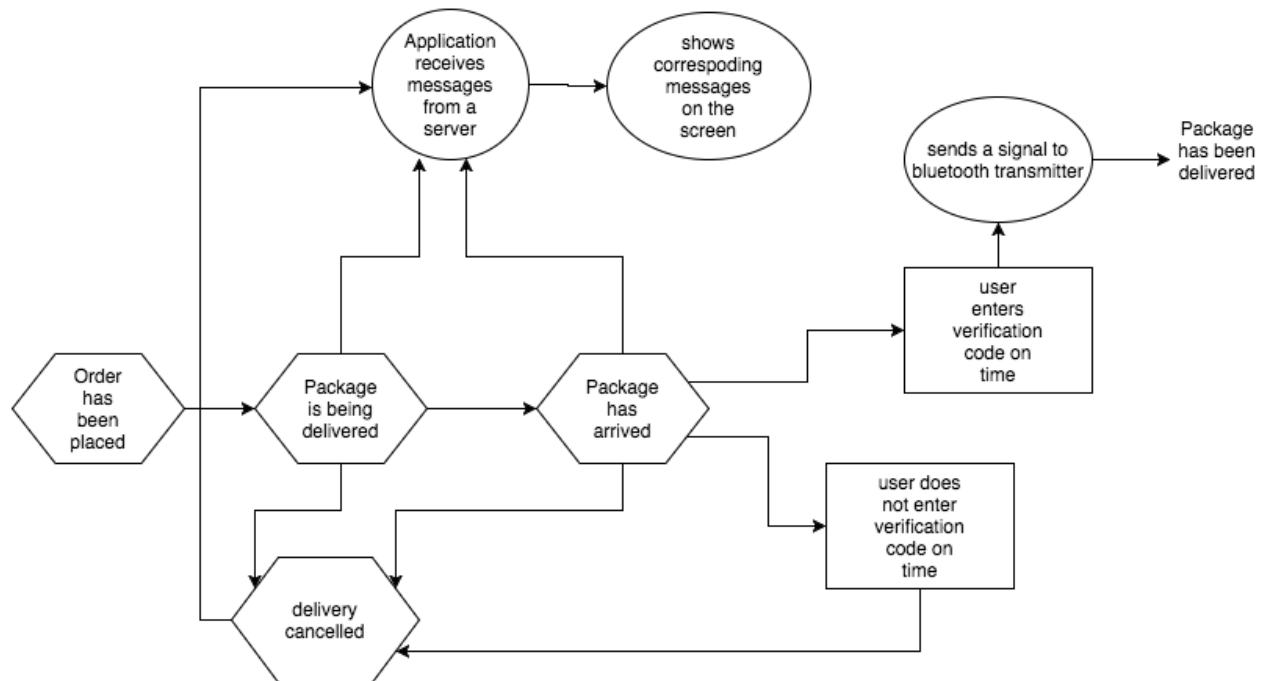 Application
receives
messages
from a
server
shows
correspoding
messages
on the
screen
sends a signal to
bluetooth transmitter
Package
has been
delivered
user
enters
verification
code on
time
Order
has
been
placed
Package
is being
delivered
Package
has
arrived
user does
not enter
verification
code on
time
delivery
cancelled